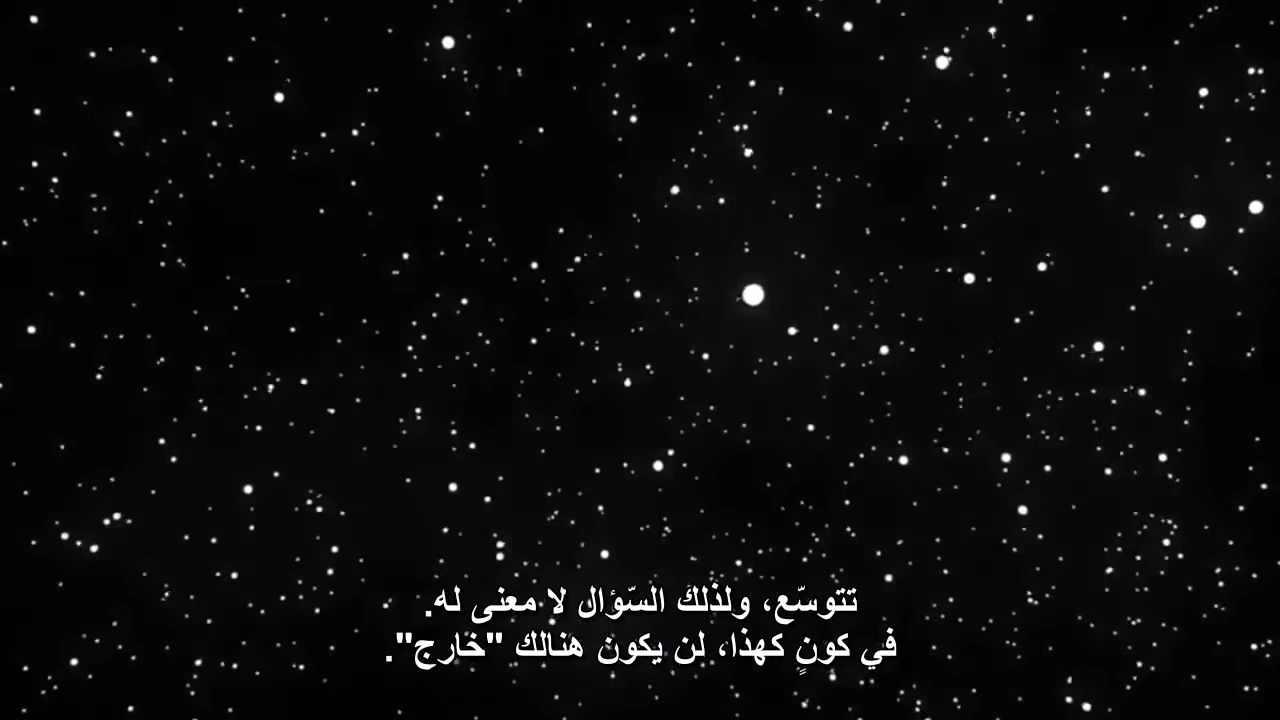 تتوسّع، ولذلك السّؤال لا معنى له.
في كونٍ كهذا، لن يكون هنالك "خارج".